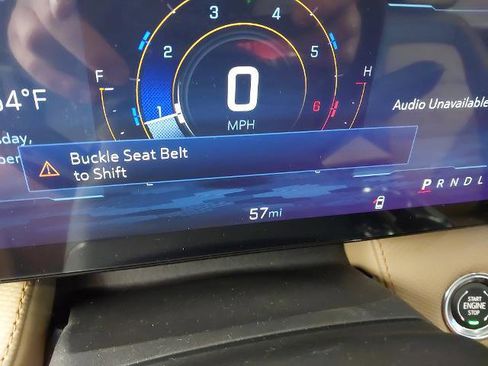 3 4
2 5
F H
1 6
0
MPH
4°F
Audio Unavailable
Buckle Seat Belt
to Shift
P R N D L
57mi
START
ENGINE
STOP